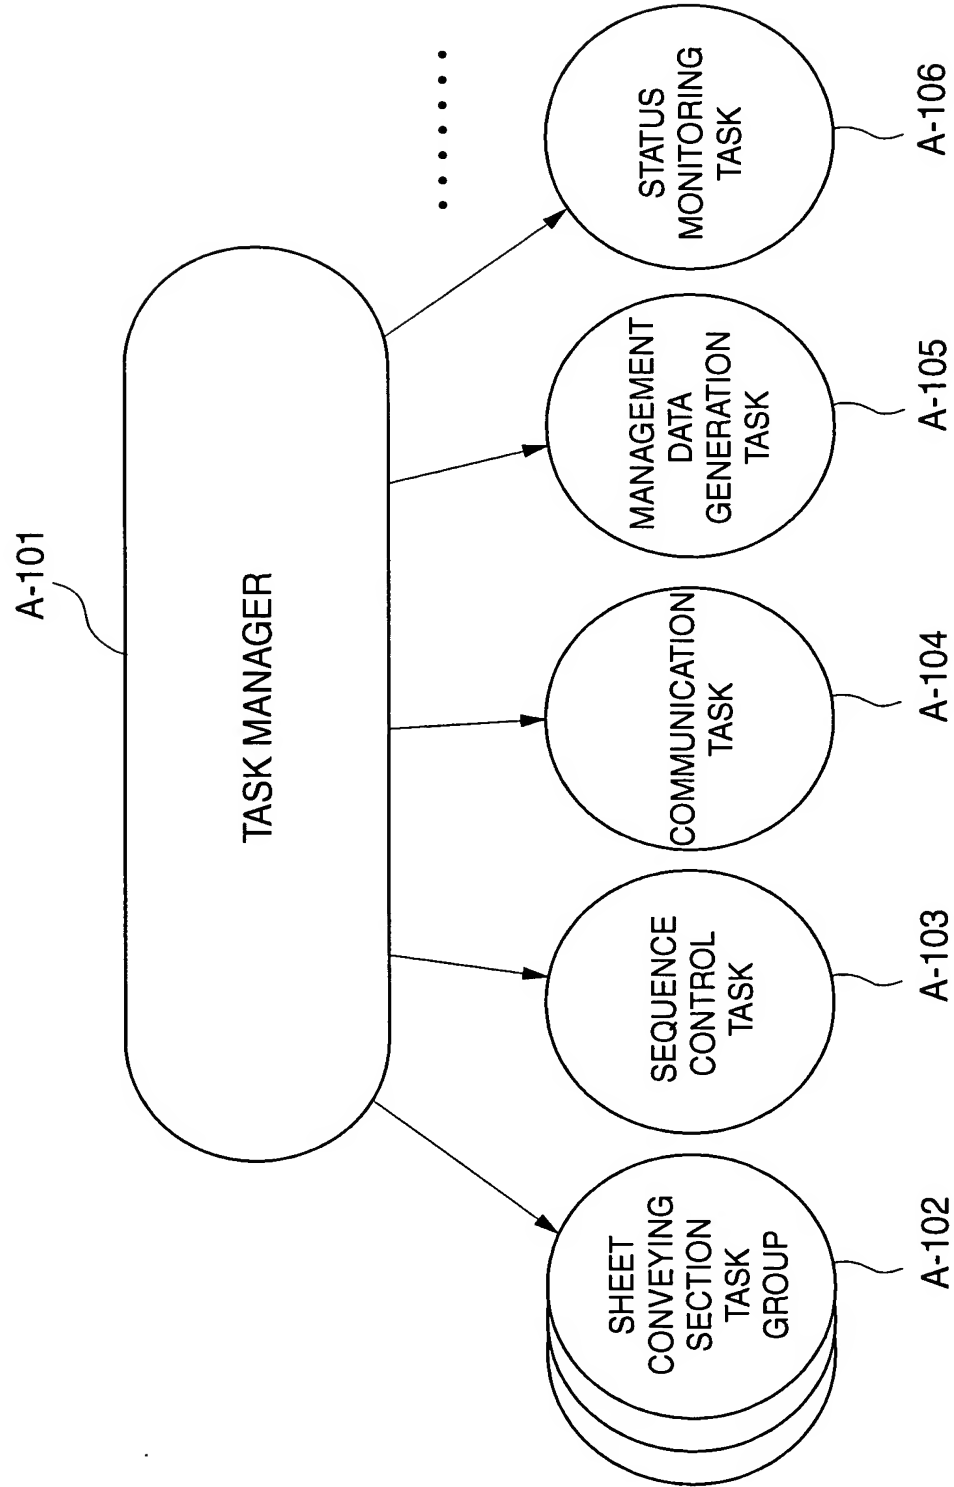 A-101
TASK MANAGER
SHEET
CONVEYING
SECTION
TASK
GROUP
SEQUENCE
CONTROL
TASK
COMMUNICATION
TASK
MANAGEMENT
DATA
GENERATION
TASK
STATUS
MONITORING
TASK
A-102
A-103
A-104
A-105
A-106